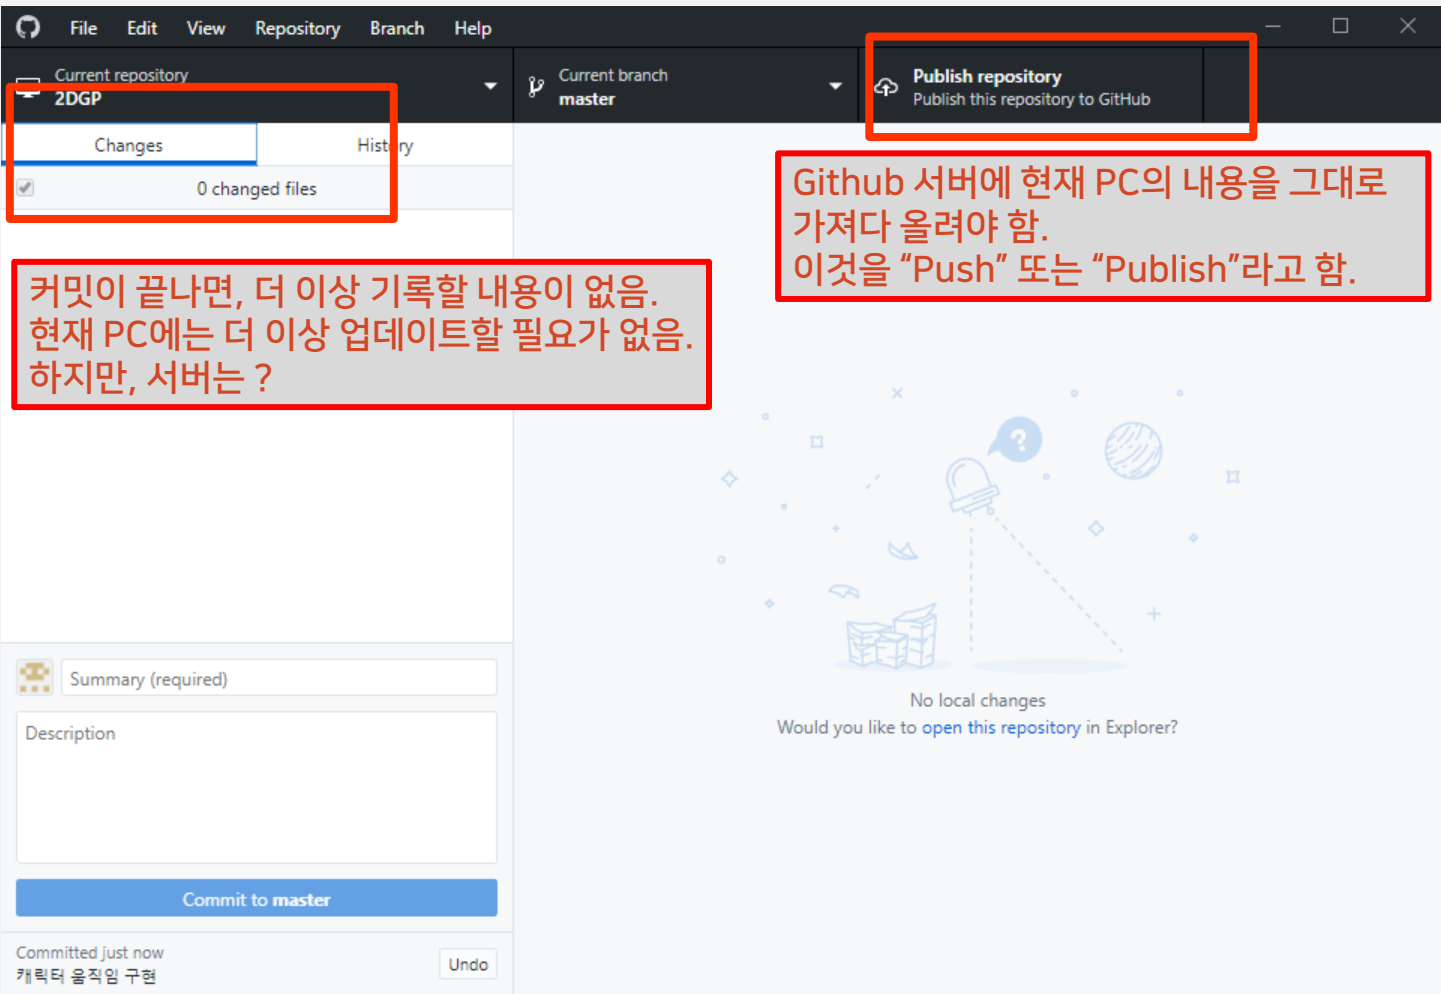 File Edit View Repository Branch Help
Current repository
2DGP
Current branch
master
Publish repository
Publish this repository to GitHub
Changes
History
0 changed files
Github 서버에 현재 PC의 내용을 그대로
가져다 올려야 함.
이것을 “Push” 또는 “Publish”라고 함.
커밋이 끝나면, 더 이상 기록할 내용이 없음.
현재 PC에는 더 이상 업데이트할 필요가 없음.
하지만, 서버는 ?
?
No local changes
Would you like to open this repository in Explorer?
Summary (required)
Description
Commit to master
Committed just now
캐릭터 움직임 구현
Undo